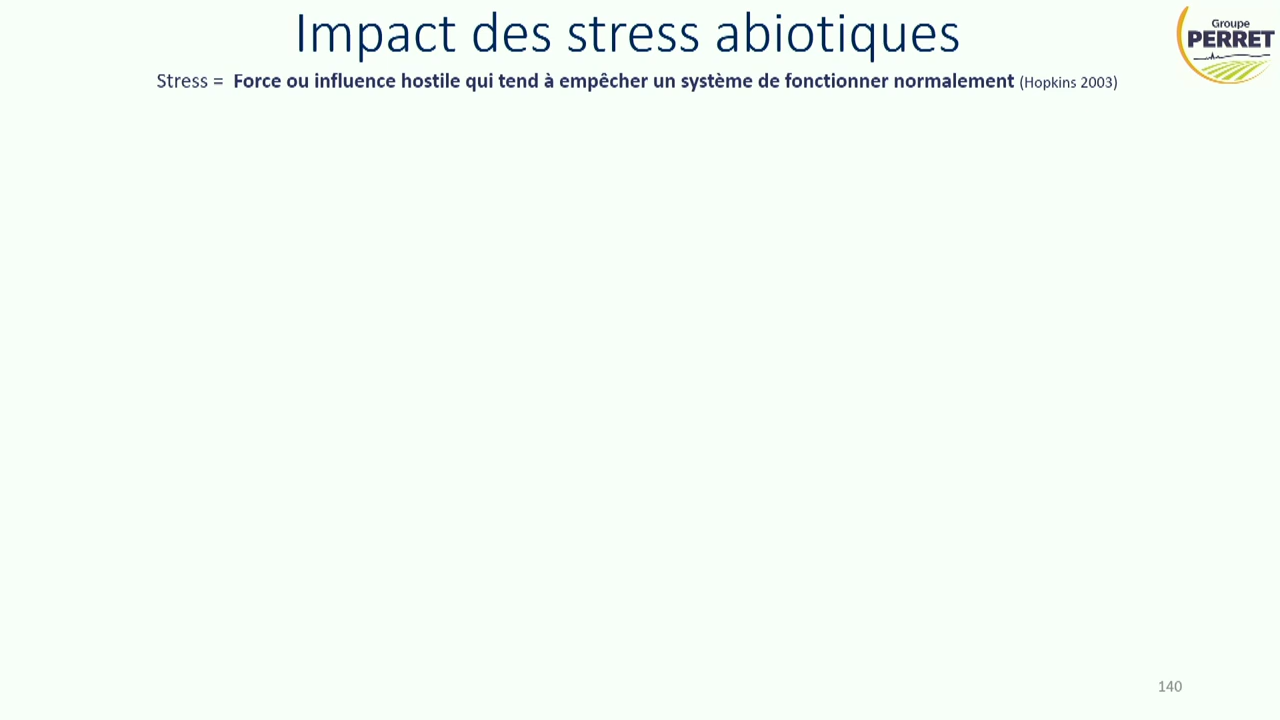 Impact des stress abiotiques
Groupe
PERRET
Stress = Force ou influence hostile qui tend à empêcher un système de fonctionner normalement (Hopkins 2003)
140